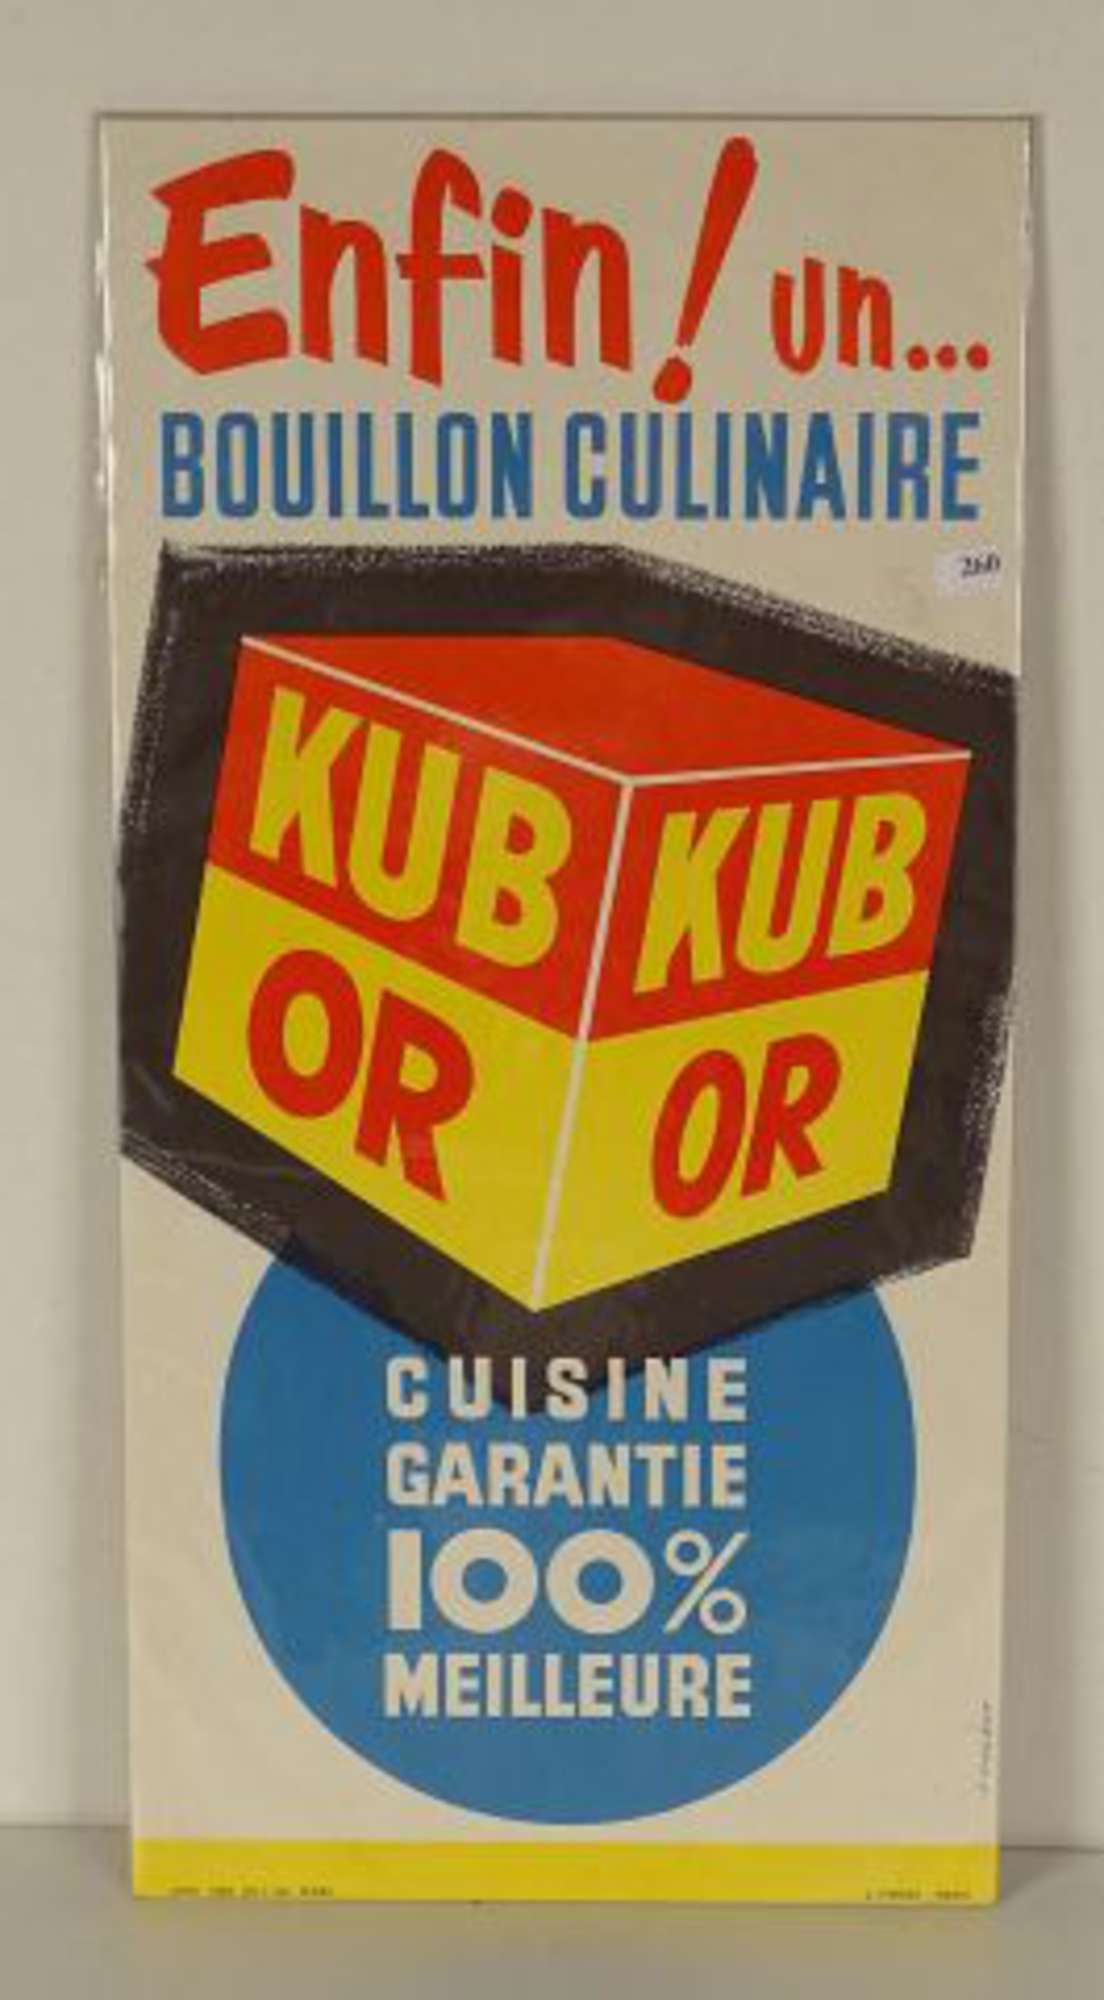 Enfin! un...
BOUILLON CULINAIRE
260
KUB
OR
KUB
OR
CUISINE
GARANTIE
100%
MEILLEURE